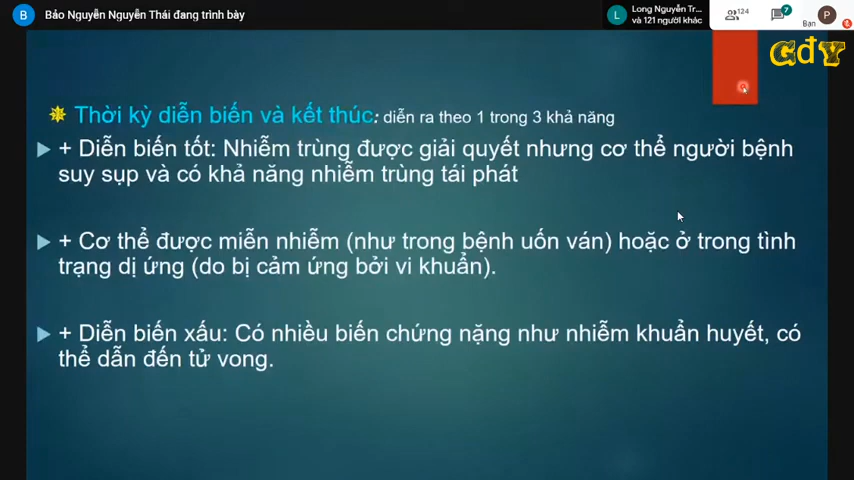 B Bảo Nguyễn Nguyễn Thái đang trình bày
L Long Nguyễn Tr...
và 121 người khác
124
7
P
Bạn
GđY
Thời kỳ diễn biến và kết thúc: diễn ra theo 1 trong 3 khả năng
+ Diễn biến tốt: Nhiễm trùng được giải quyết nhưng cơ thể người bệnh
suy sụp và có khả năng nhiễm trùng tái phát
+ Cơ thể được miễn nhiễm (như trong bệnh uốn ván) hoặc ở trong tình
trạng dị ứng (do bị cảm ứng bởi vi khuẩn).
+ Diễn biến xấu: Có nhiều biến chứng nặng như nhiễm khuẩn huyết, có
thể dẫn đến tử vong.